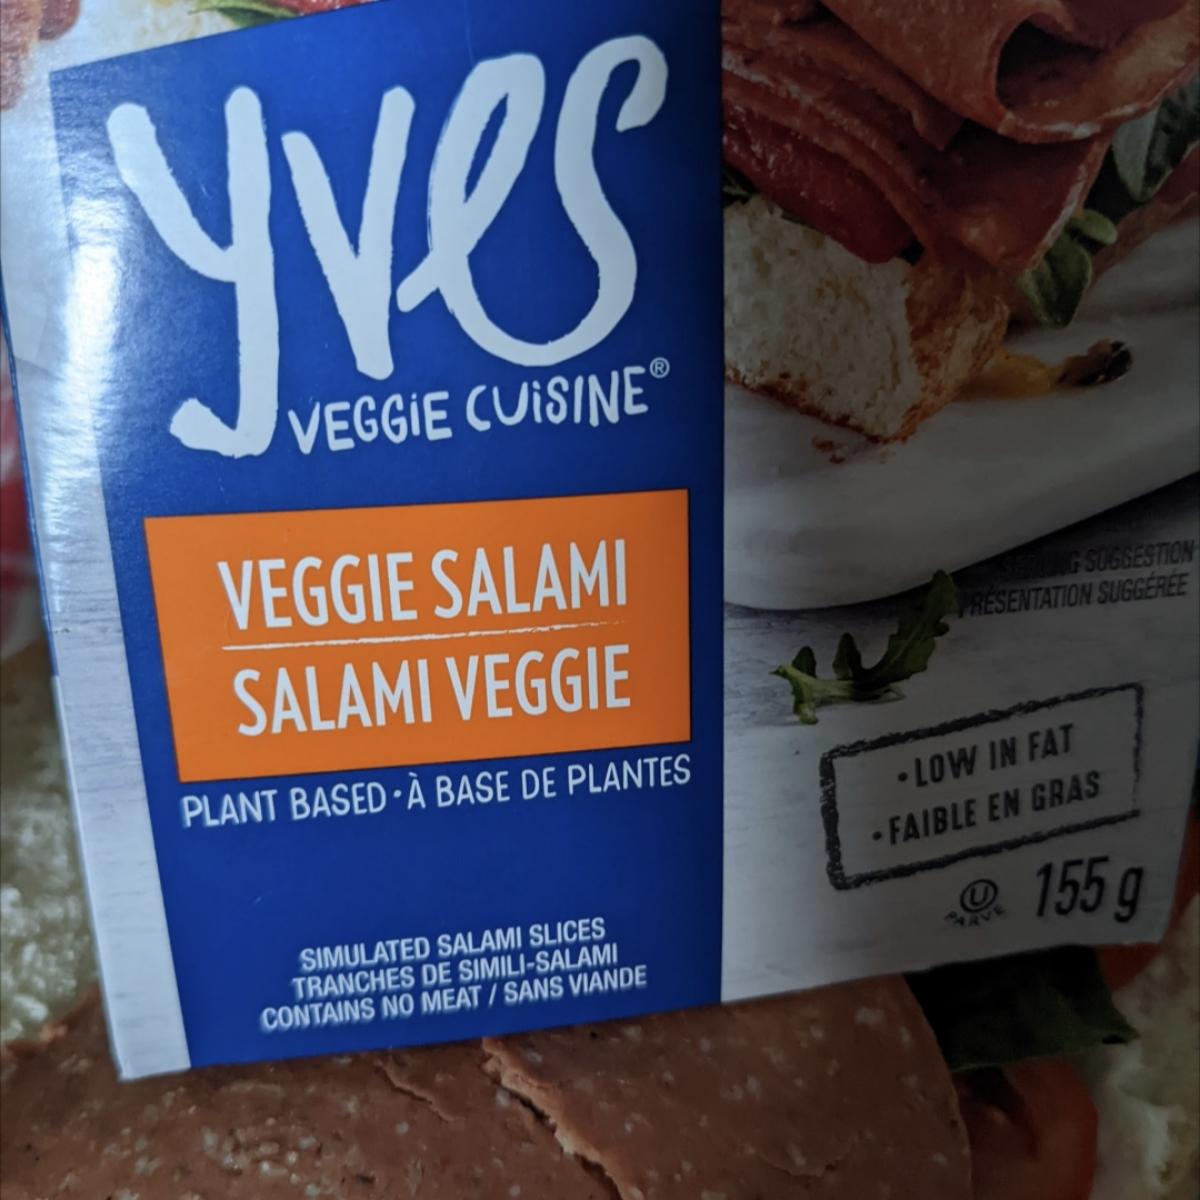 yves
VEGGiE CUiSINE®
VEGGIE SALAMI
SALAMI VEGGIE
PLANT BASED · À BASE DE PLANTES
SIMULATED SALAMI SLICES
TRANCHES DE SIMILI-SALAMI
CONTAINS NO MEAT / SANS VIANDE
SUGGESTION
PRÉSENTATION SUGGÉRÉE
• LOW IN FAT
• FAIBLE EN GRAS
U
PARVE
155 g